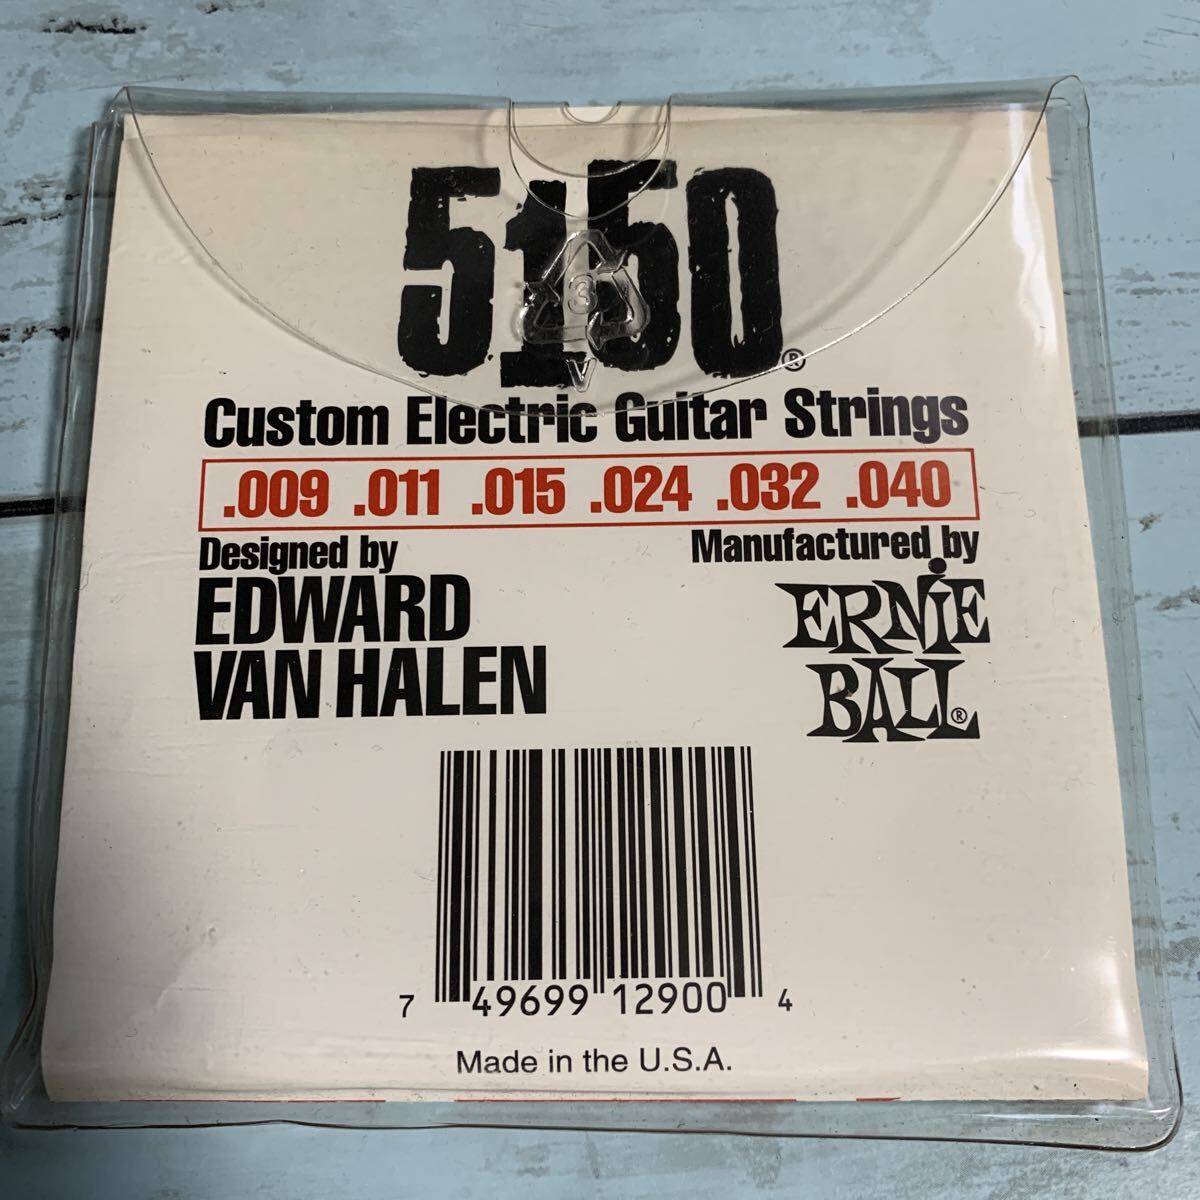 5150®
3
V
Custom Electric Guitar Strings
.009 .011 .015 .024 .032 .040
Designed by
EDWARD
VAN HALEN
Manufactured by
ERNIE
BALL®
7 49699 12900 4
Made in the U.S.A.